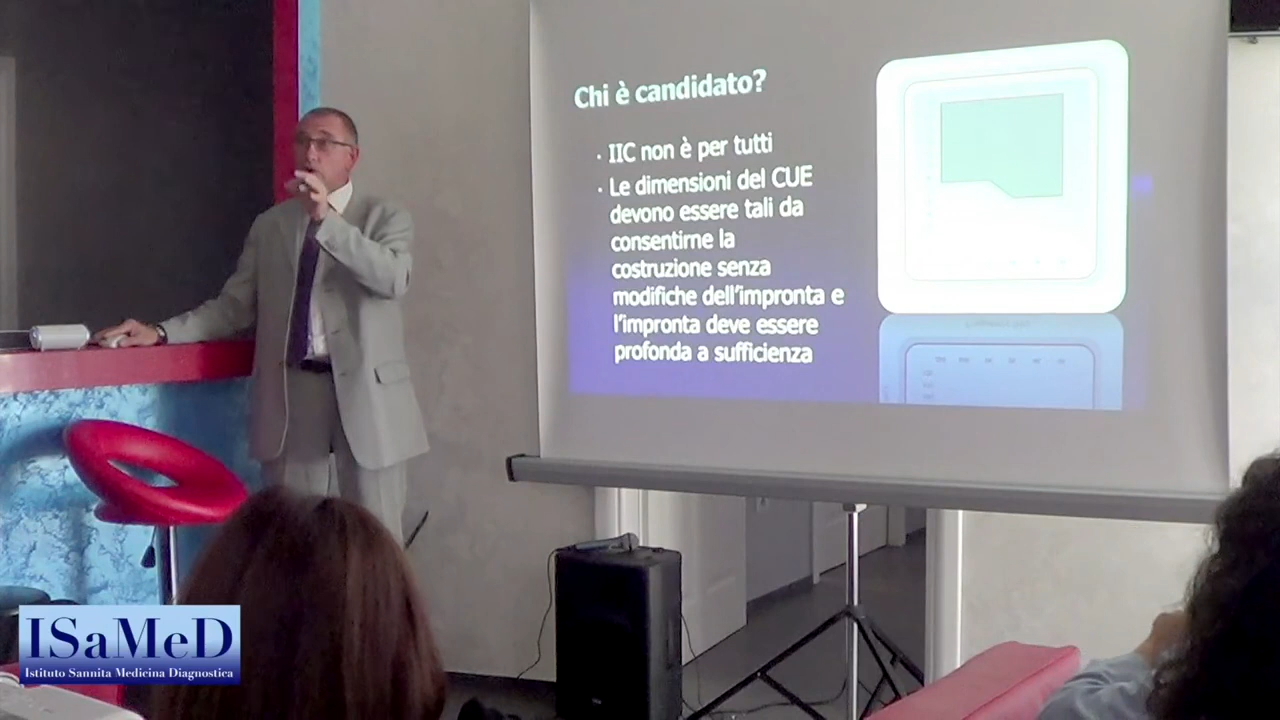 Chi è candidato?
· IIC non è per tutti
· Le dimensioni del CUE
devono essere tali da
consentirne la
costruzione senza
modifiche dell'impronta e
l'impronta deve essere
profonda a sufficienza
ISaMeD
Istituto Sannita Medicina Diagnostica